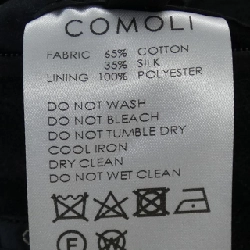 COMOLI
FABRIC 65% COTTON
35% SILK
LINING 100% POLYESTER
DO NOT WASH
DO NOT BLEACH
DO NOT TUMBLE DRY
COOL IRON
DRY CLEAN
DO NOT WET CLEAN
F W